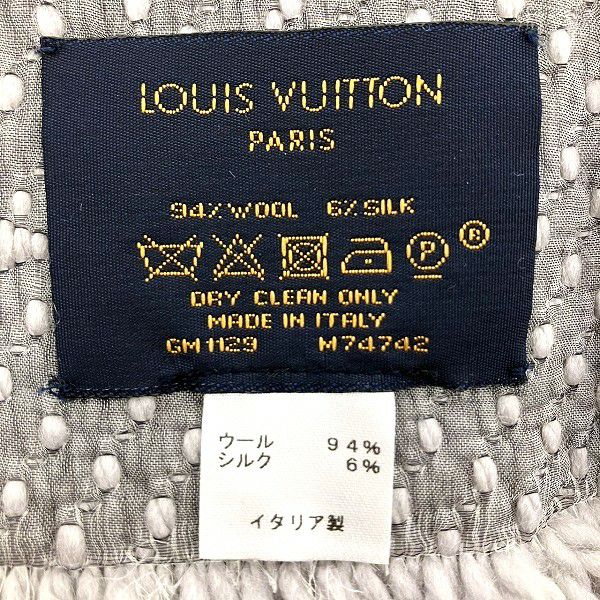 LOUIS VUITTON
PARIS
94% WOOL 6% SILK
P ®
DRY CLEAN ONLY
MADE IN ITALY
GM1129 M74742
ウール 94%
シルク 6%
イタリア製